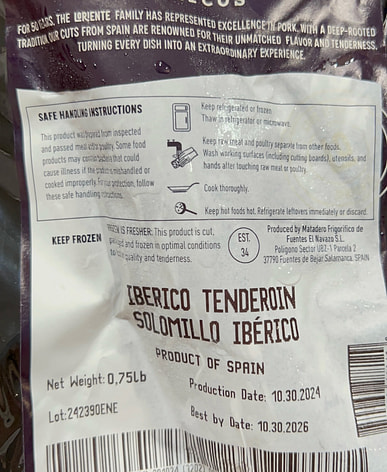 FOR 50 YEARS, THE LORIENTE FAMILY HAS REPRESENTED EXCELLENCE IN PORK, WITH A DEEP-ROOTED
TRADITION OUR CUTS FROM SPAIN ARE RENOWNED FOR THEIR UNMATCHED FLAVOR AND TENDERNESS,
TURNING EVERY DISH INTO AN EXTRAORDINARY EXPERIENCE.
SAFE HANDLING INSTRUCTIONS
This product was prepared from inspected
and passed meat and/or poultry. Some food
products may contain bacteria that could
cause illness if the product is mishandled or
cooked improperly. For your protection, follow
these safe handling instructions.
Keep refrigerated or frozen.
Thaw in refrigerator or microwave.
Keep raw meat and poultry separate from other foods.
Wash working surfaces (including cutting boards), utensils, and
hands after touching raw meat or poultry.
Cook thoroughly.
Keep hot foods hot. Refrigerate leftovers immediately or discard.
KEEP FROZEN
FROZEN IS FRESHER: This product is cut,
packed and frozen in optimal conditions
quality and tenderness.
EST.
34
Produced by Matadero Frigorifico de
Fuentes El Navazo S.L.
Poligono Sector UBZ-1 Parcela 2
37790 Fuentes de Bejar.Salamanca. SPAIN
IBERICO TENDEROIN
SOLOMILLO IBÉRICO
PRODUCT OF SPAIN
Net Weight:0,75lb
Production Date: 10.30.2024
Lot:242390ENE
Best by Date: 10.30.2026